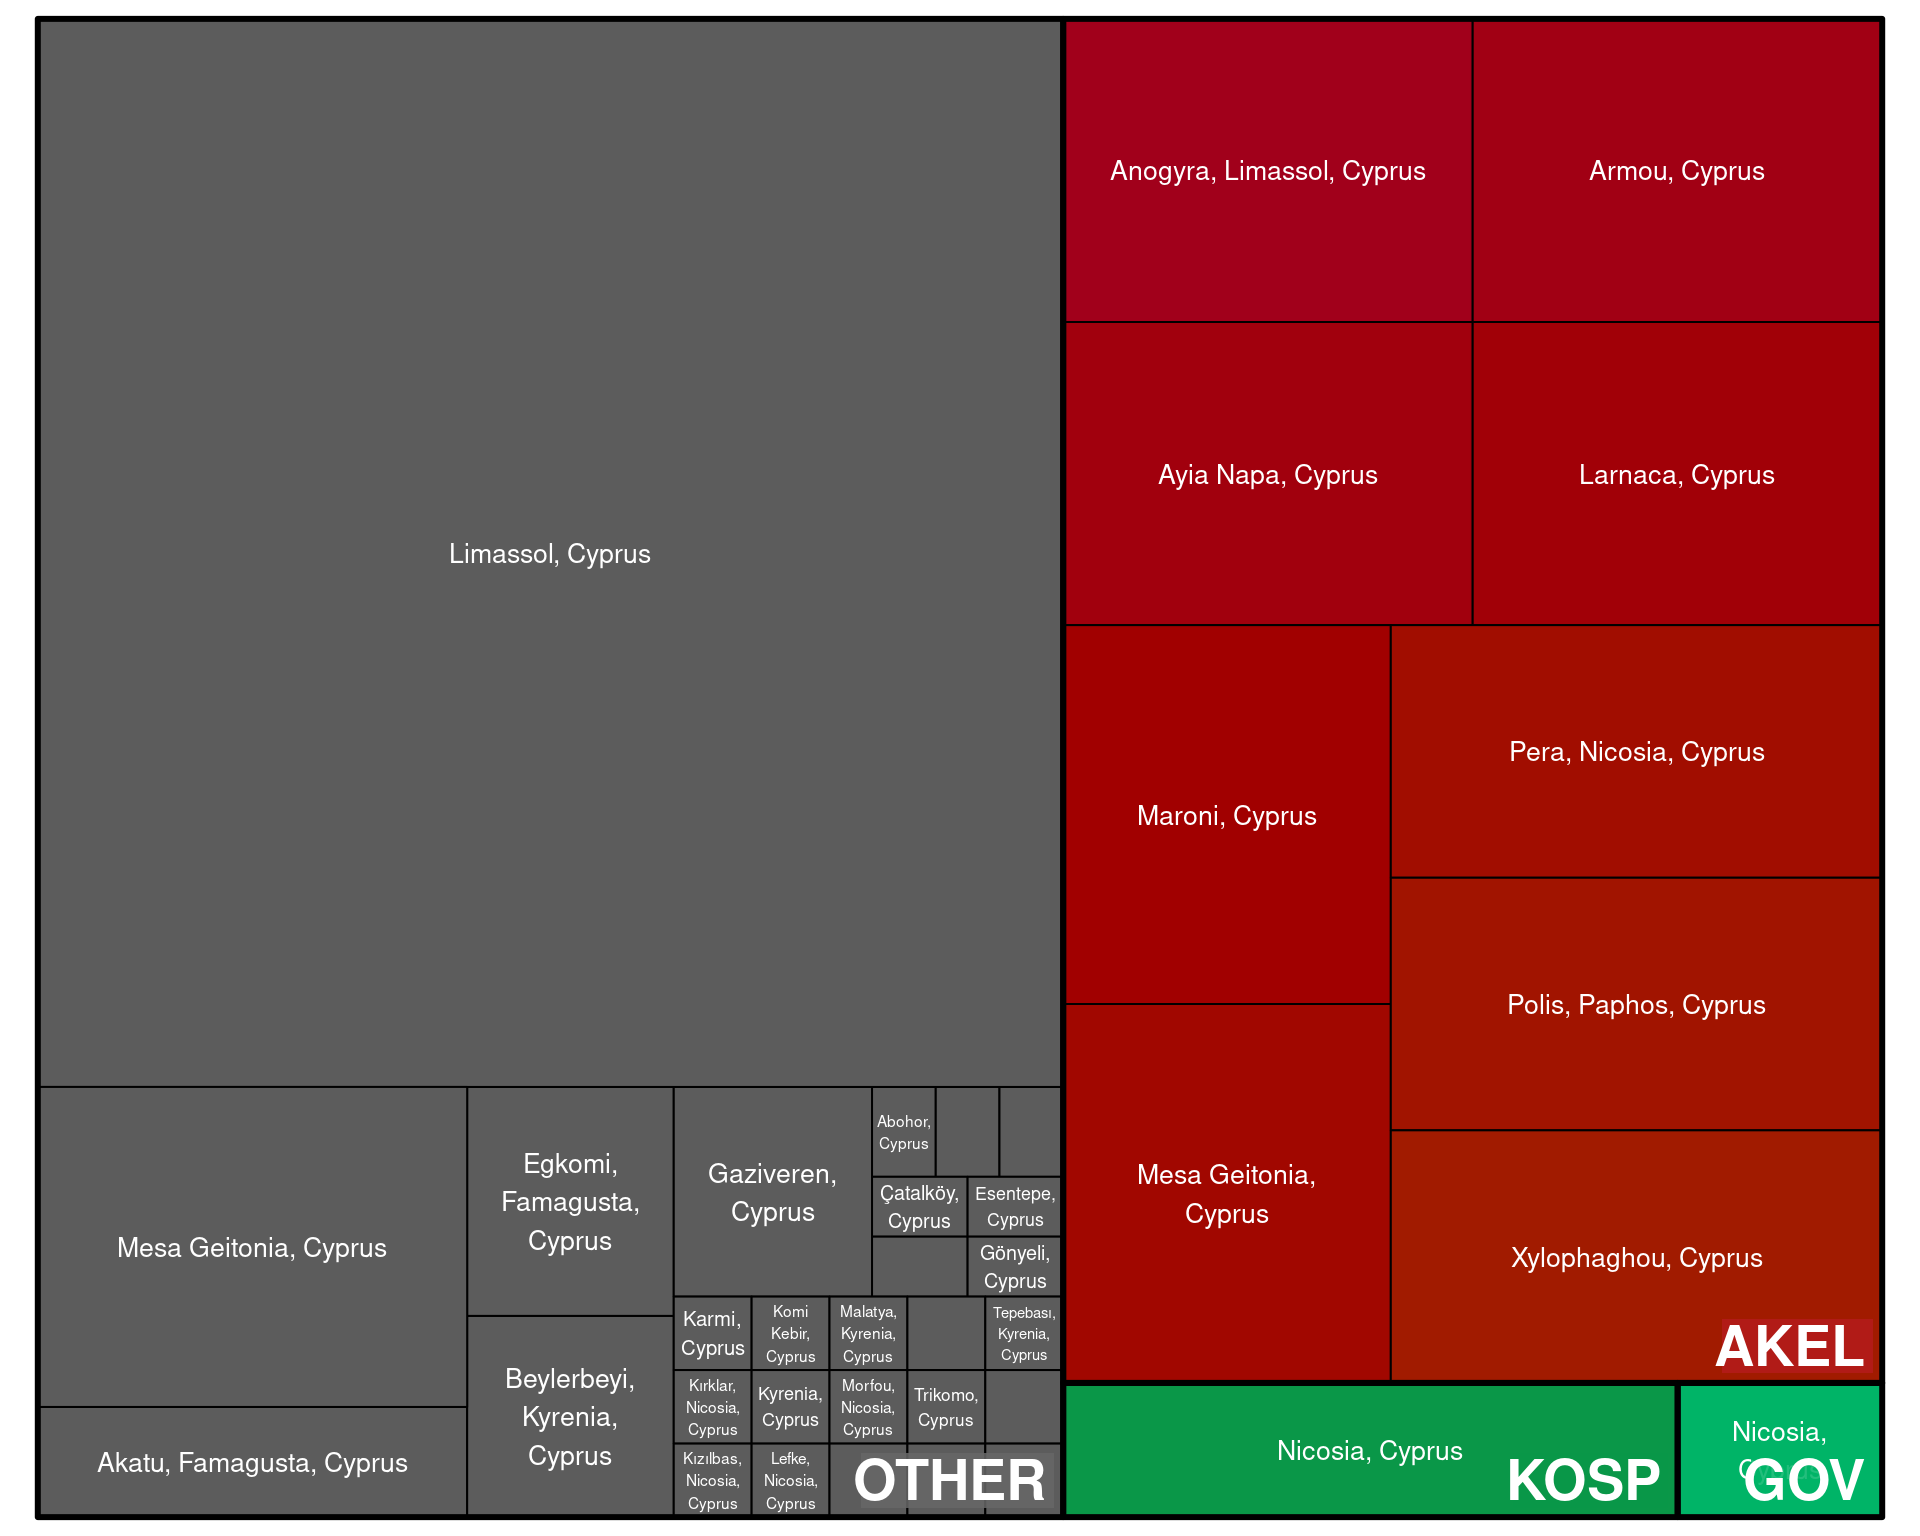 Limassol, Cyprus
Mesa Geitonia, Cyprus
Akatu, Famagusta, Cyprus
Egkomi,
Famagusta,
Cyprus
Beylerbeyi,
Kyrenia,
Cyprus
Gaziveren,
Cyprus
Abohor,
Cyprus
Çatalköy,
Cyprus
Esentepe,
Cyprus
Gönyeli,
Cyprus
Karmi,
Cyprus
Komi
Kebir,
Cyprus
Malatya,
Kyrenia,
Cyprus
Tepebası,
Kyrenia,
Cyprus
Kırklar,
Nicosia,
Cyprus
Kyrenia,
Cyprus
Morfou,
Nicosia,
Cyprus
Trikomo,
Cyprus
Kızılbas,
Nicosia,
Cyprus
Lefke,
Nicosia,
Cyprus
OTHER
Anogyra, Limassol, Cyprus
Armou, Cyprus
Ayia Napa, Cyprus
Larnaca, Cyprus
Maroni, Cyprus
Mesa Geitonia,
Cyprus
Pera, Nicosia, Cyprus
Polis, Paphos, Cyprus
Xylophaghou, Cyprus
AKEL
Nicosia, Cyprus
KOSP
Nicosia,
GOV